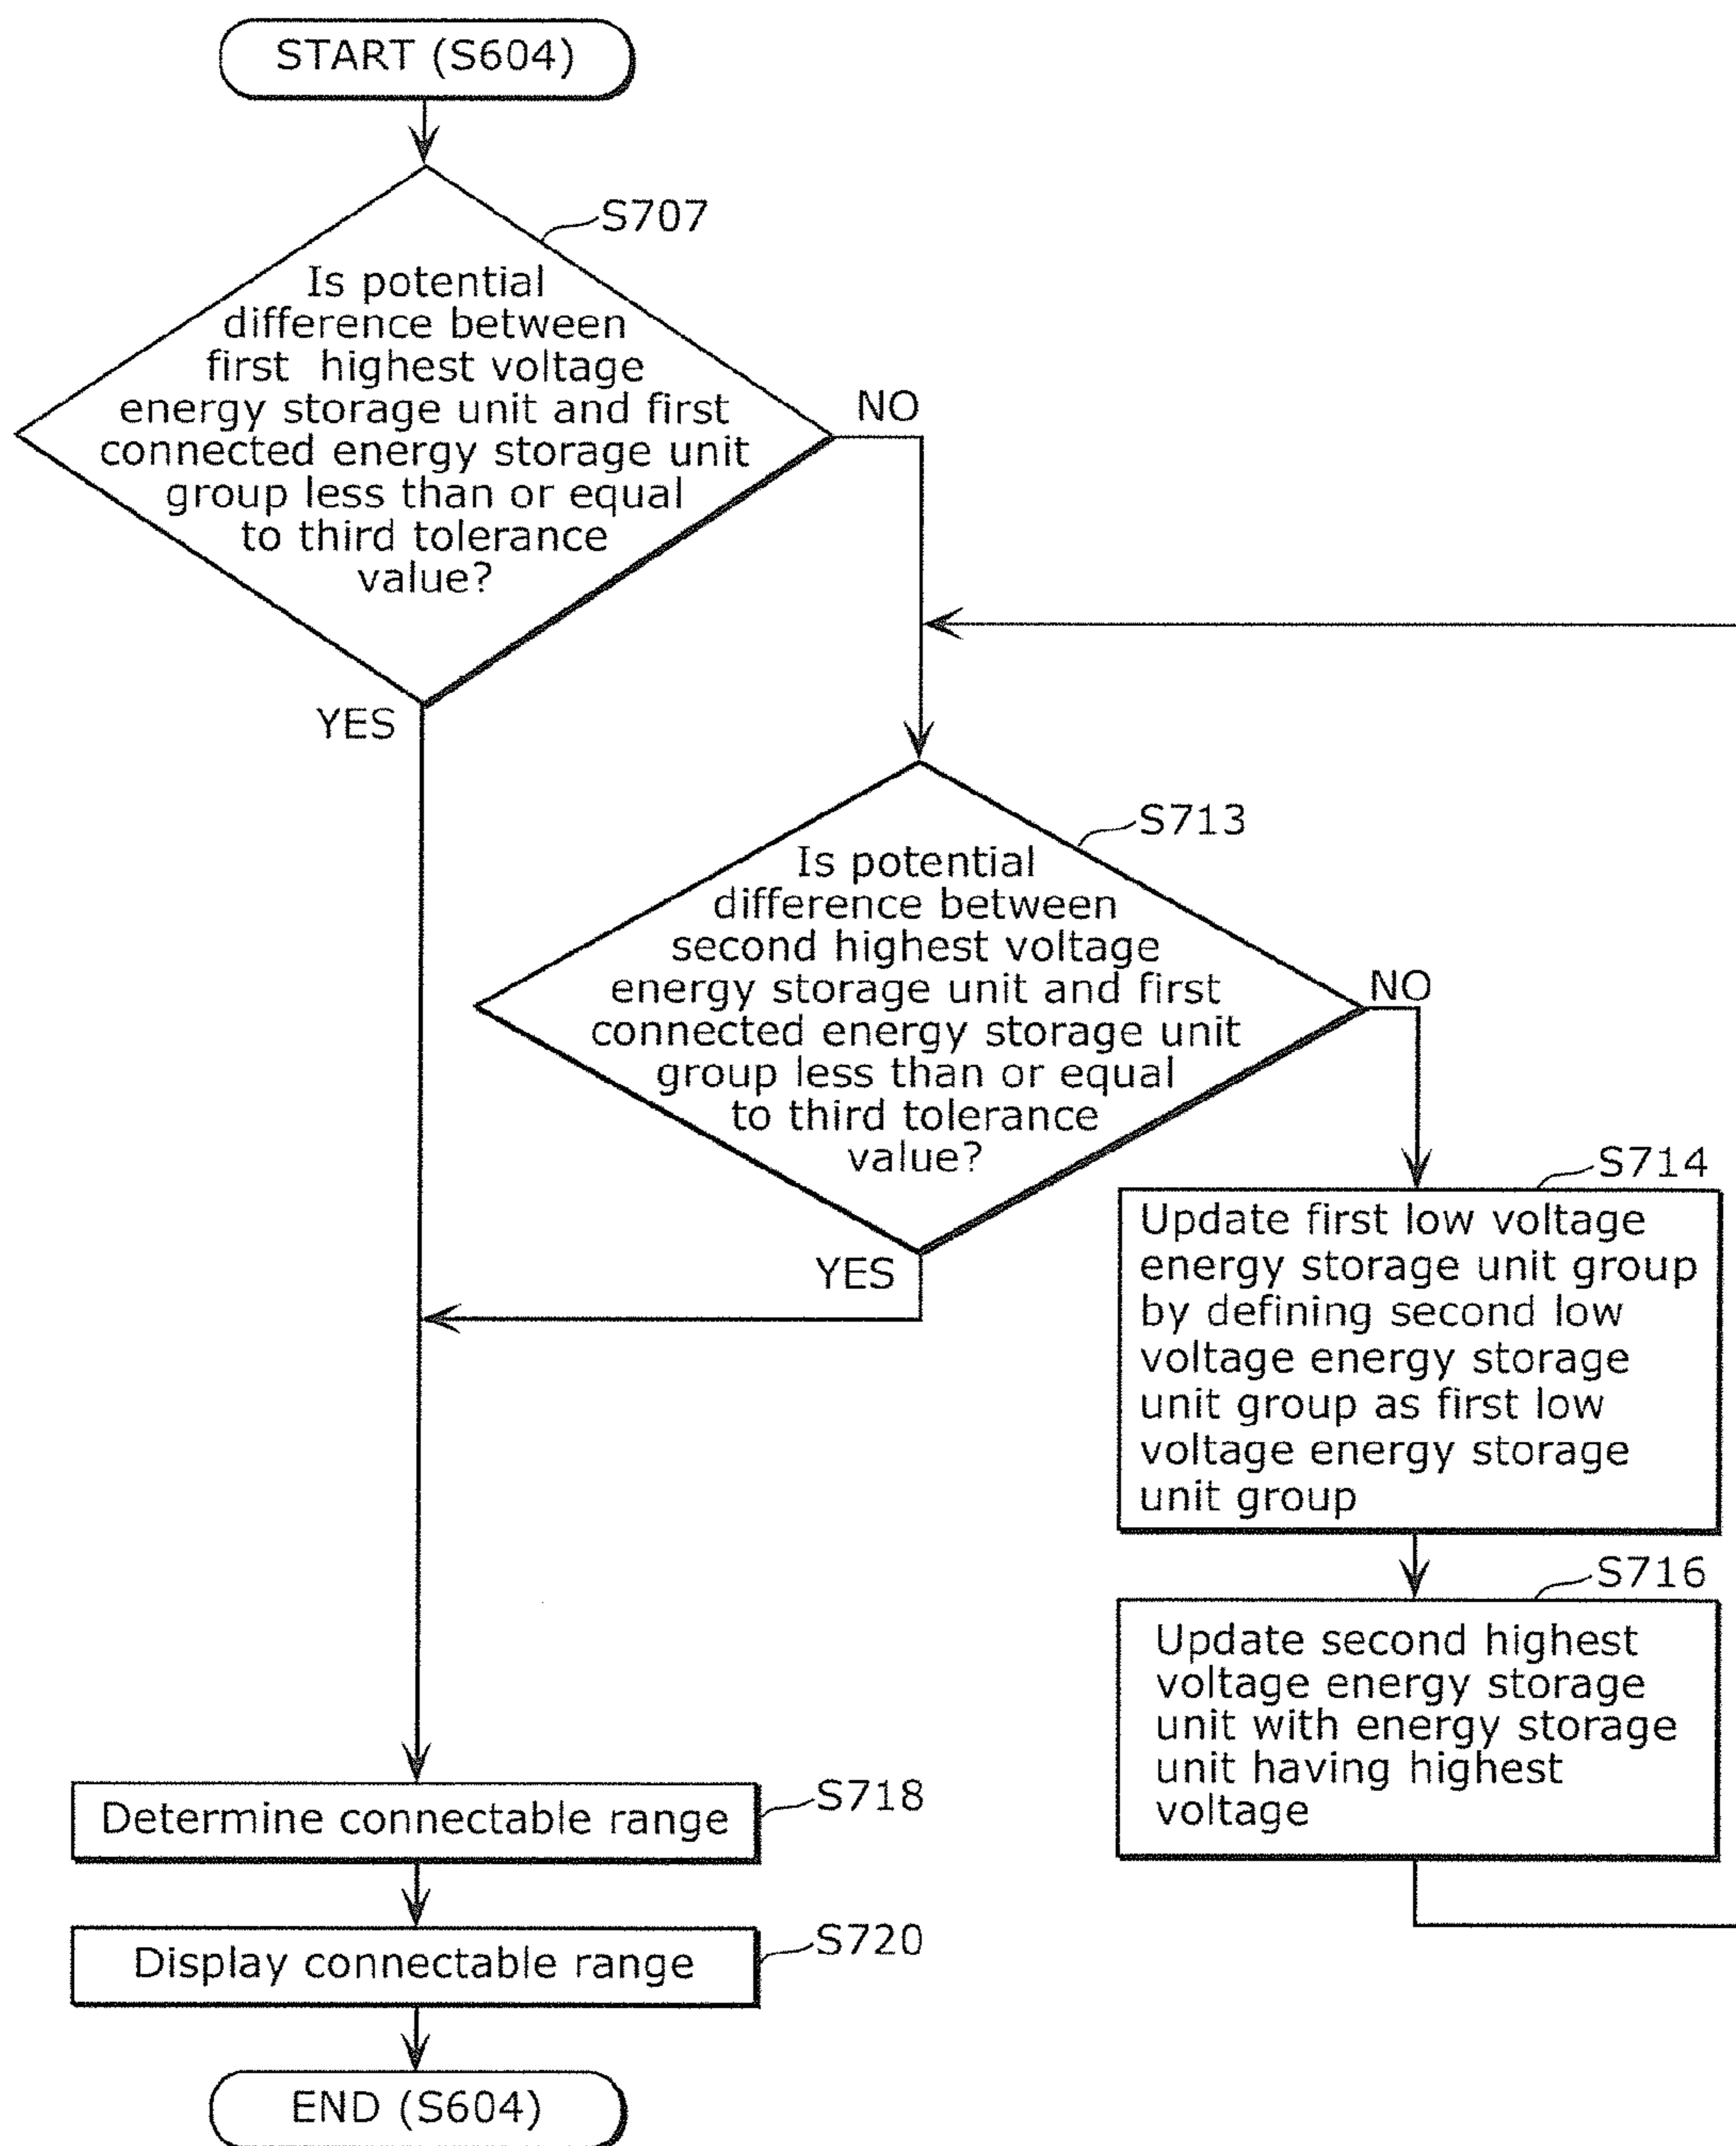 START (S604)
S707
Is potential
difference between
first highest voltage
energy storage unit and first
connected energy storage unit
group less than or equal
to third tolerance
value?
NO
YES
S713
Is potential
difference between
second highest voltage
energy storage unit and first
connected energy storage unit
group less than or equal
to third tolerance
value?
NO
YES
S714
Update first low voltage
energy storage unit group
by defining second low
voltage energy storage
unit group as first low
voltage energy storage
unit group
S716
Update second highest
voltage energy storage
unit with energy storage
unit having highest
voltage
Determine connectable range
S718
Display connectable range
S720
END (S604)